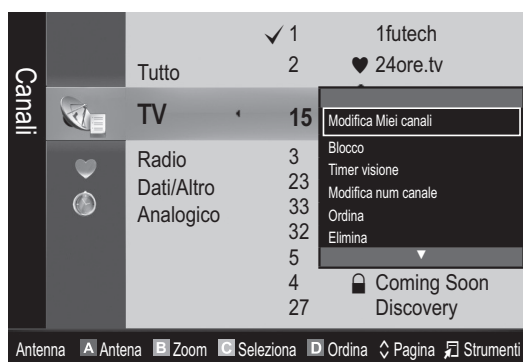 Canali
✓ 1 1futech
Tutto 2 ♥ 24ore.tv
TV 15
Modifica Miei canali
Blocco
Timer visione
Modifica num canale
Ordina
Elimina
▼
Radio 3
Dati/Altro 23
Analogico 33
32
5
4 Coming Soon
27 Discovery
Antenna A Antena B Zoom C Seleziona D Ordina Pagina Strumenti